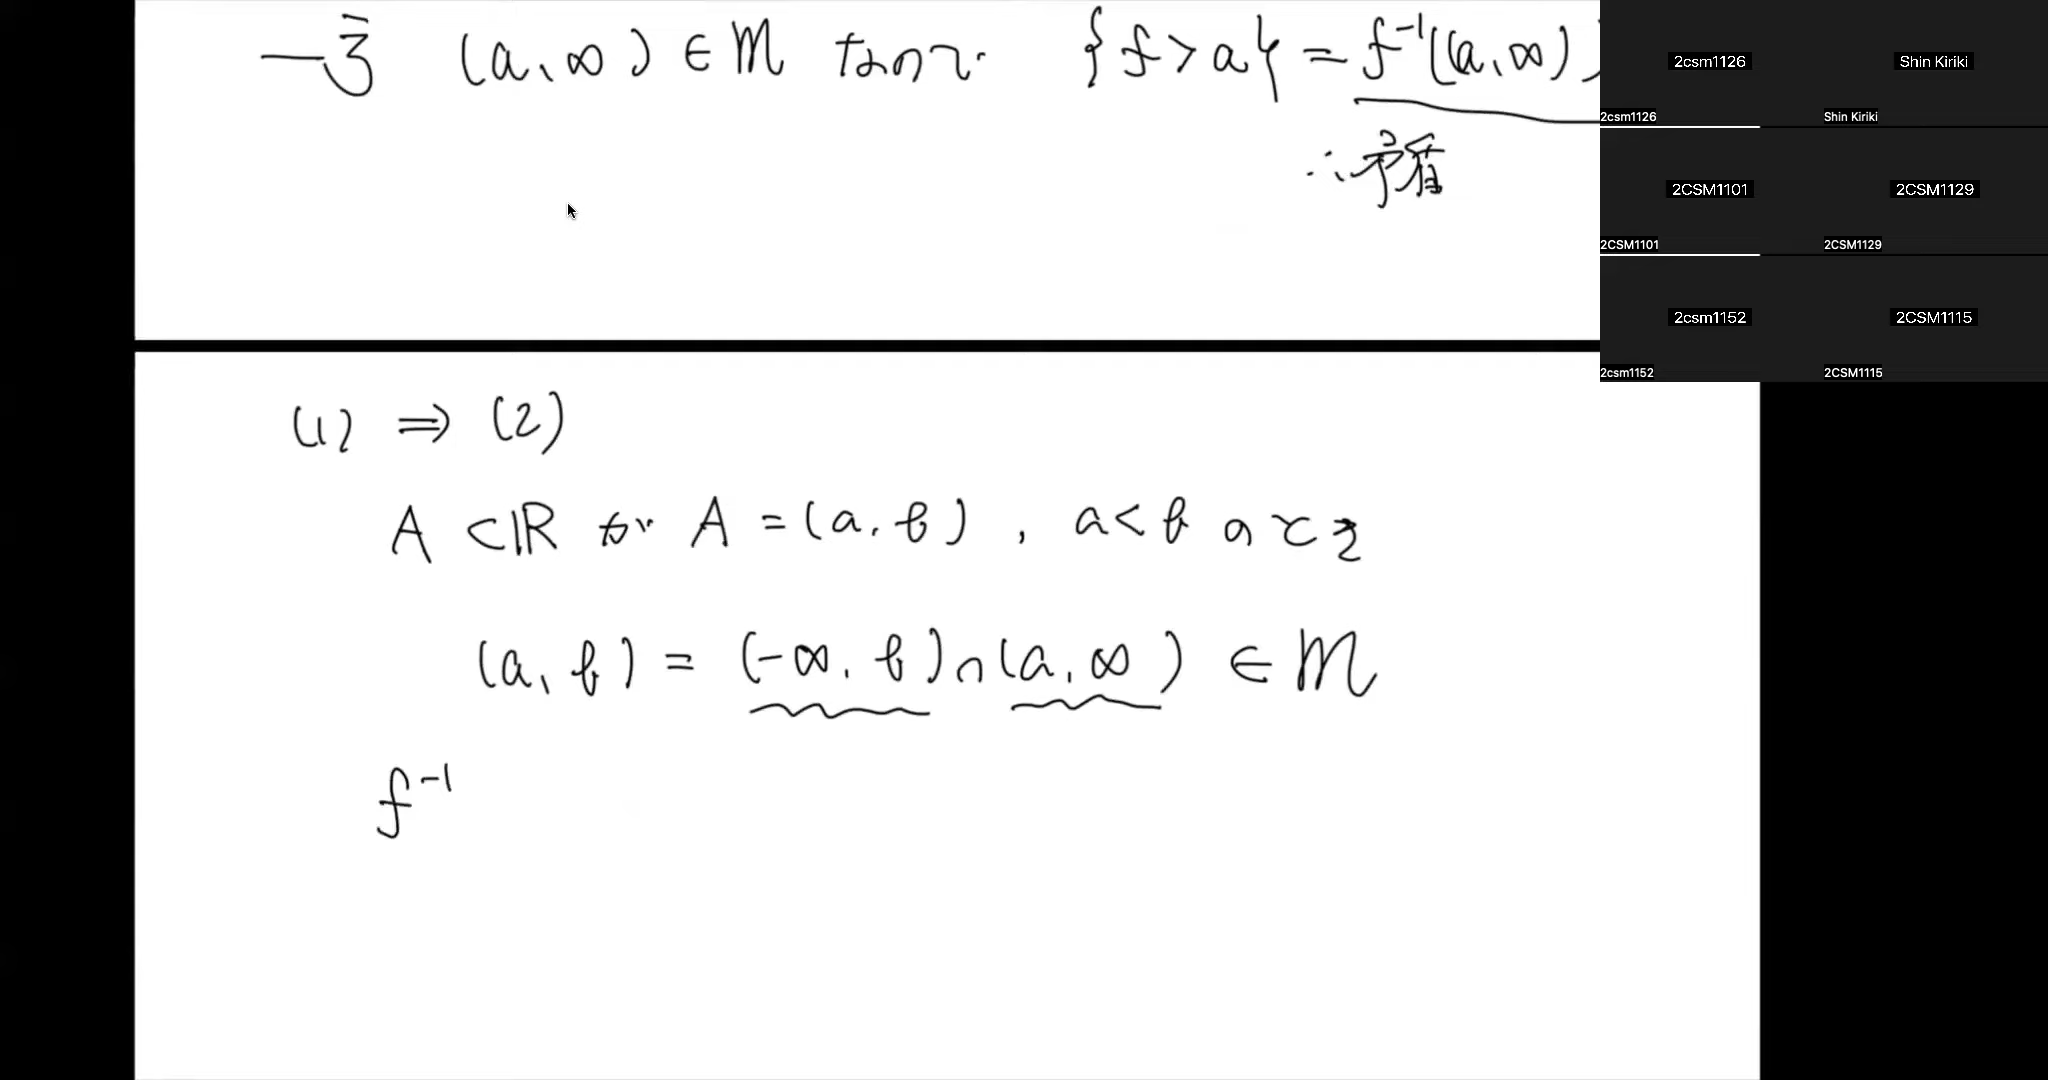 一方 (a, ∞) ∈ M なので {f > a} = f⁻¹((a, ∞)
∴ 矛盾
(1) ⇒ (2)
A ⊂ ℝ が A = (a, b) , a < b のとき
(a, b) = (-∞, b) ∩ (a, ∞) ∈ M
f⁻¹
2csm1126
Shin Kiriki
2csm1126
Shin Kiriki
2CSM1101
2CSM1129
2CSM1101
2CSM1129
2csm1152
2CSM1115
2csm1152
2CSM1115